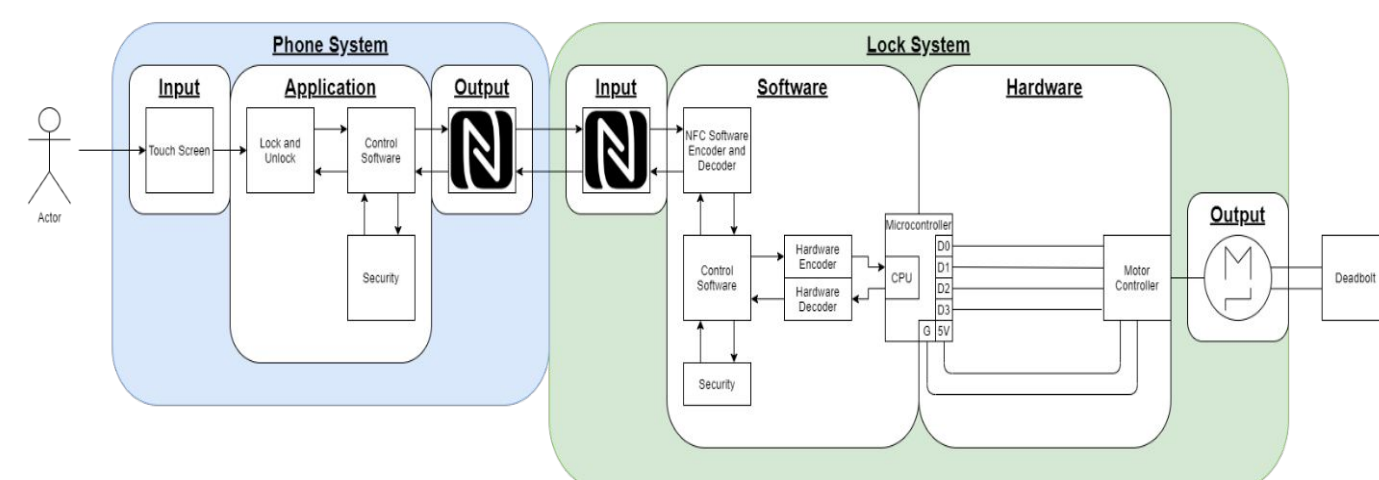 Phone System
Lock System
Input
Application
Output
Input
Software
Hardware
Touch Screen
Lock and
Unlock
Control
Software
NFC Software
Encoder and
Decoder
Actor
Security
Microcontroller
Output
Control
Software
Hardware
Encoder
Hardware
Decoder
CPU
D0
D1
D2
D3
G
5V
Motor
Controller
Deadbolt
Security